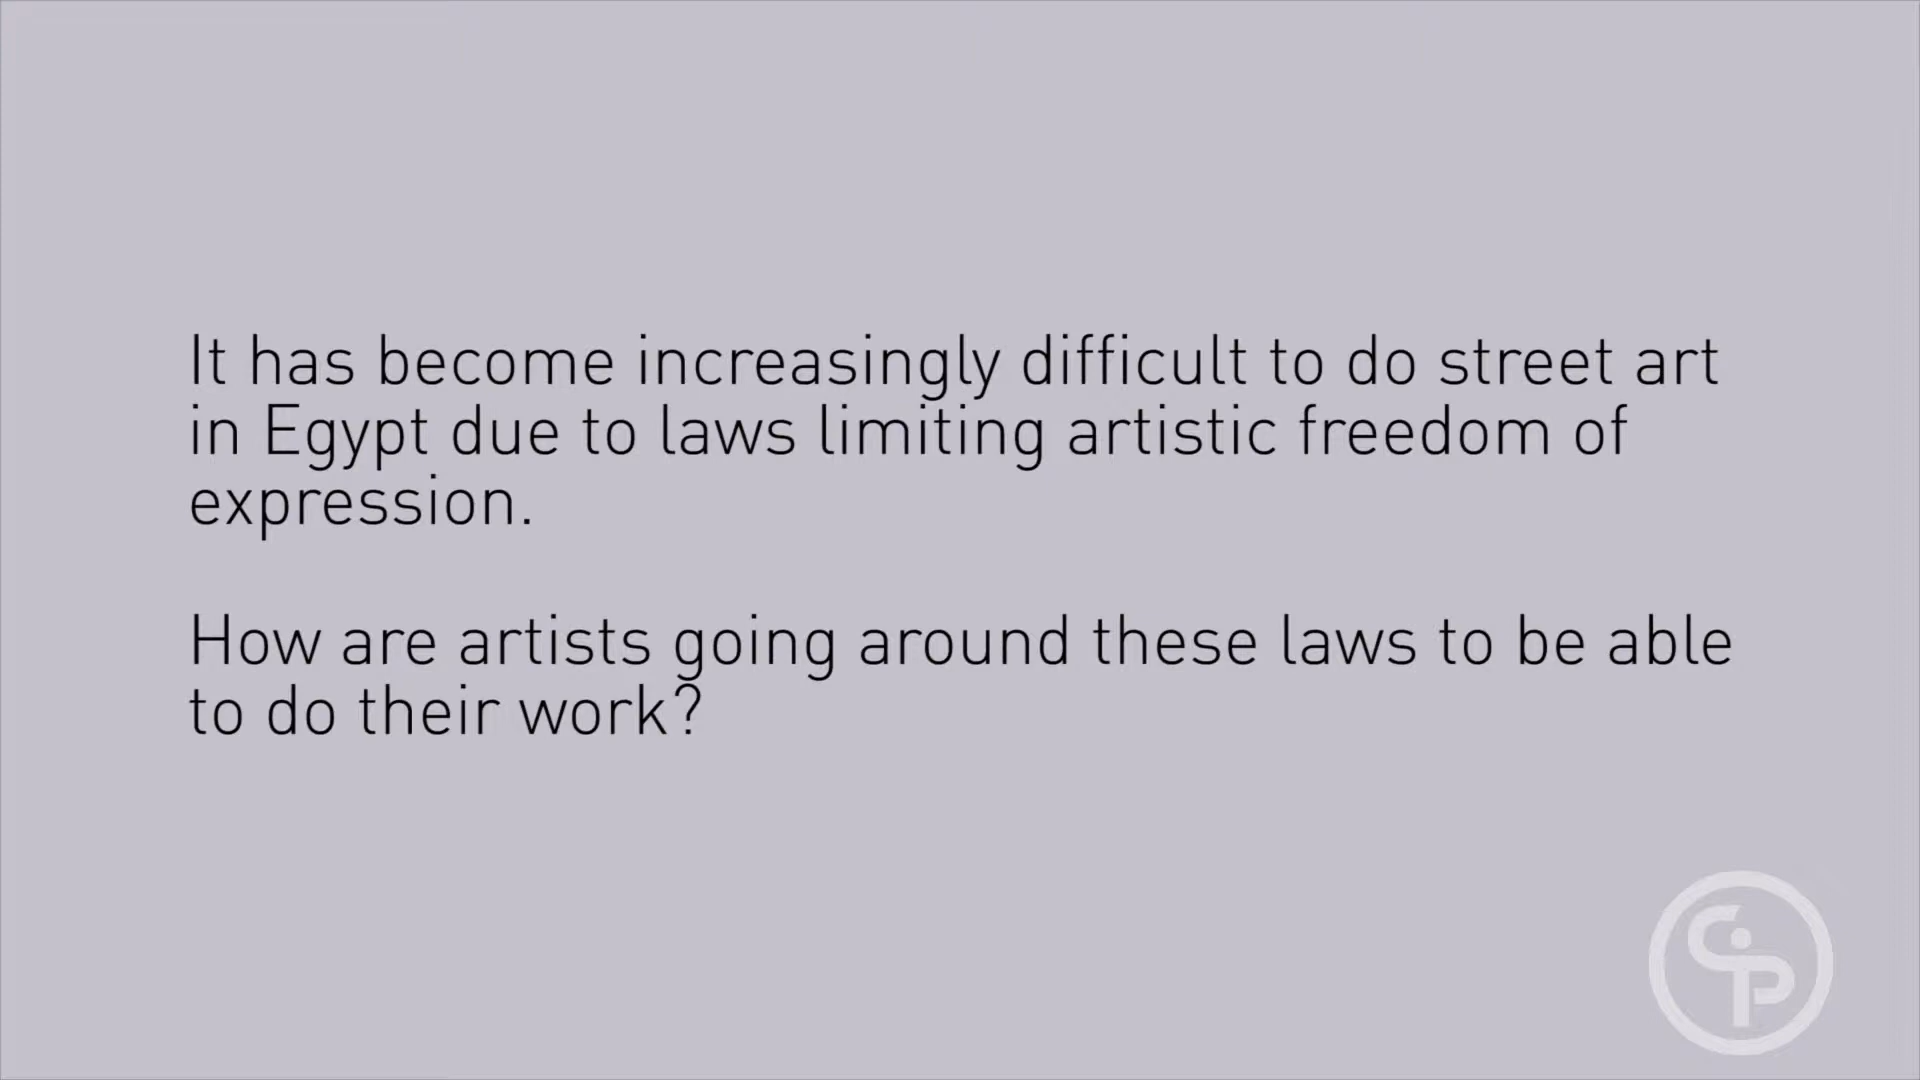 It has become increasingly difficult to do street art
in Egypt due to laws limiting artistic freedom of
expression.
How are artists going around these laws to be able
to do their work?